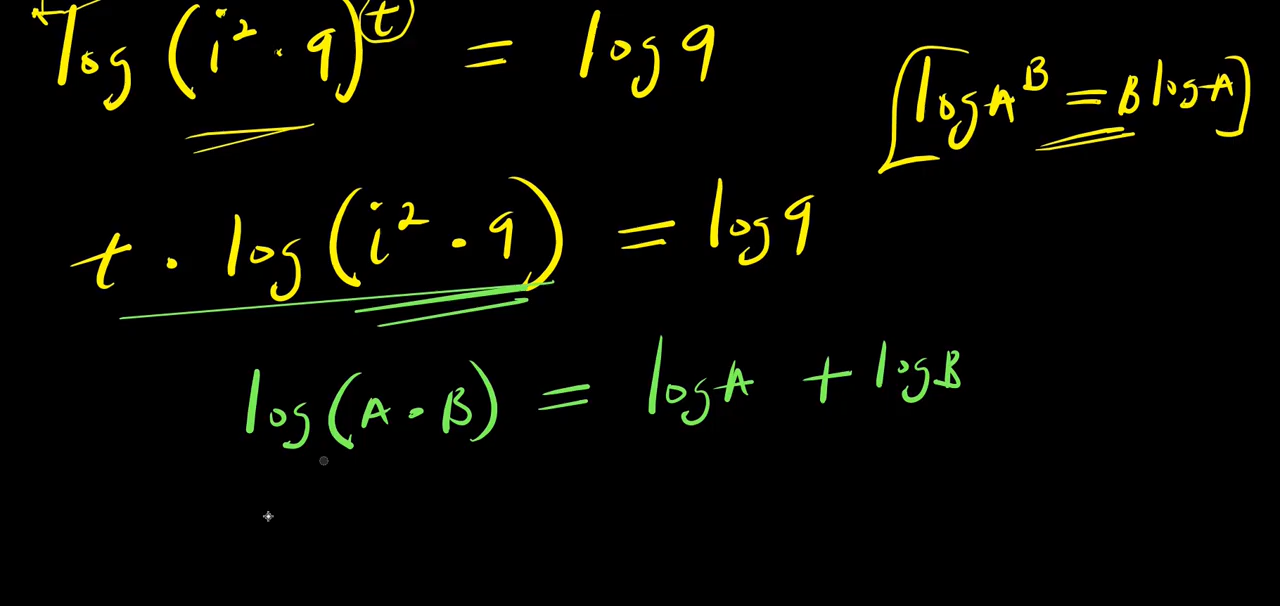 log (i² · 9)^t = log 9
[log A^B = B log A]
t · log (i² · 9) = log 9
log (A · B) = log A + log B